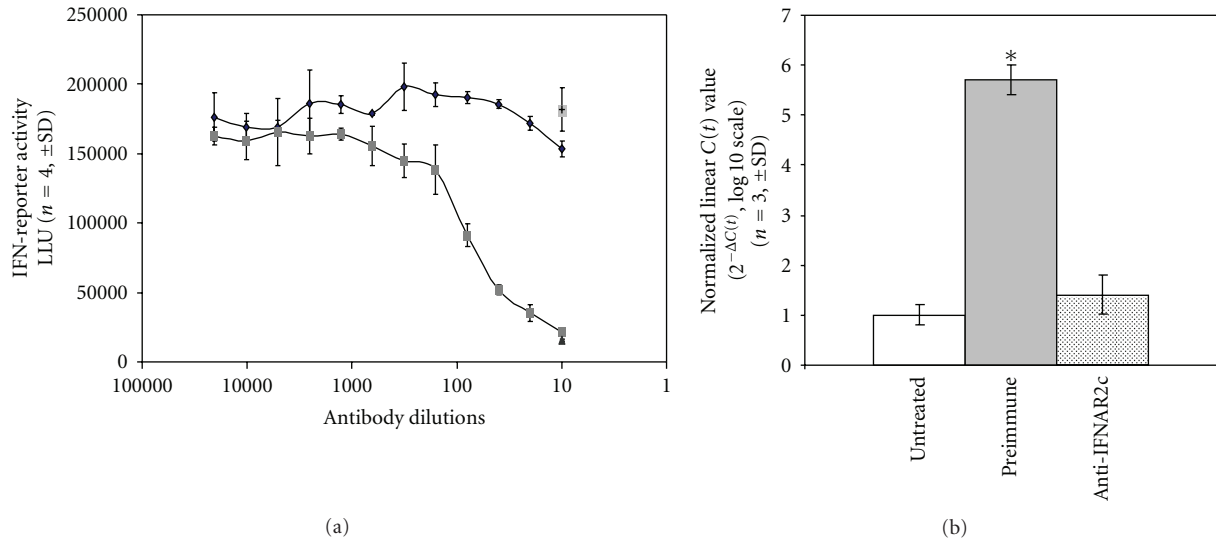 250000
200000
150000
100000
50000
0
100000 10000 1000 100 10 1
IFN-reporter activity
LLU (n = 4, ±SD)
Antibody dilutions
(a)
7
6
5
4
3
2
1
0
Normalized linear C(t) value
(2^−ΔC(t), log 10 scale)
(n = 3, ±SD)
*
Untreated
Preimmune
Anti-IFNAR2c
(b)